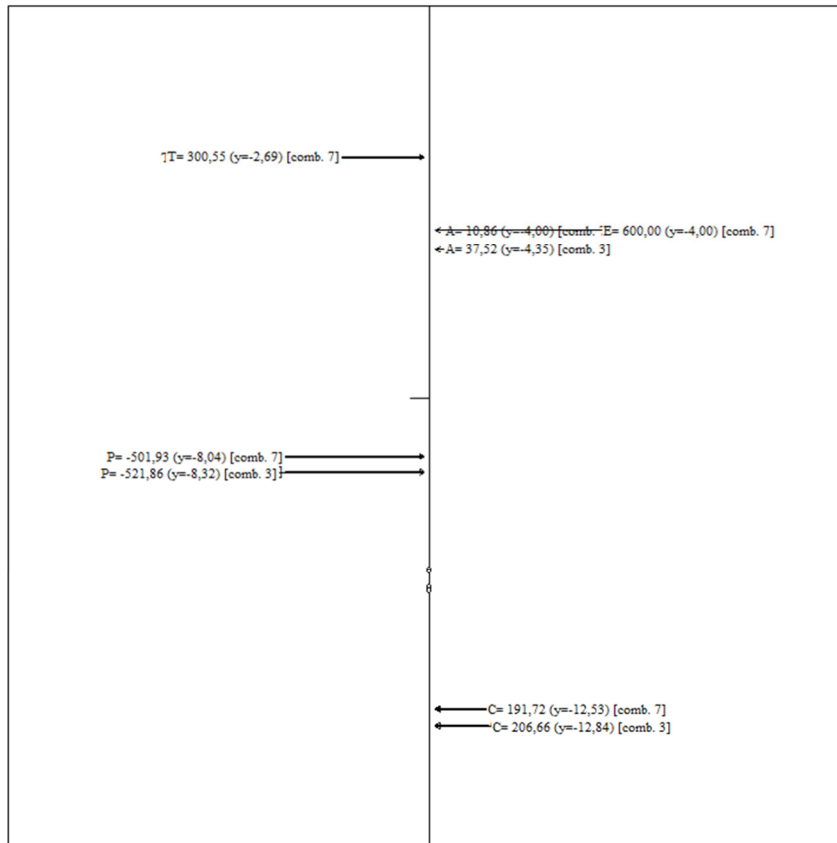 T= 300,55 (y=-2,69) [comb. 7]
A= 10,86 (y=-4,00) [comb. E= 600,00 (y=-4,00) [comb. 7]
A= 37,52 (y=-4,35) [comb. 3]
P= -501,93 (y=-8,04) [comb. 7]
P= -521,86 (y=-8,32) [comb. 3]
C= 191,72 (y=-12,53) [comb. 7]
C= 206,66 (y=-12,84) [comb. 3]